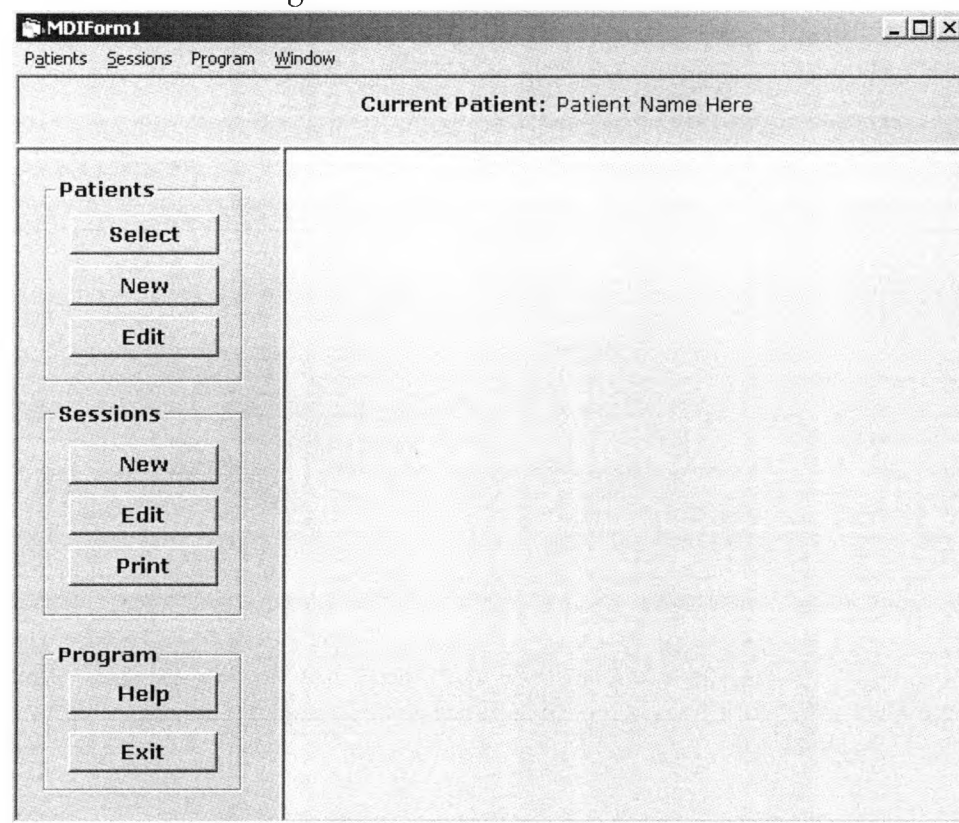 MDIForm1
Patients Sessions Program Window
Current Patient: Patient Name Here
Patients
Select
New
Edit
Sessions
New
Edit
Print
Program
Help
Exit